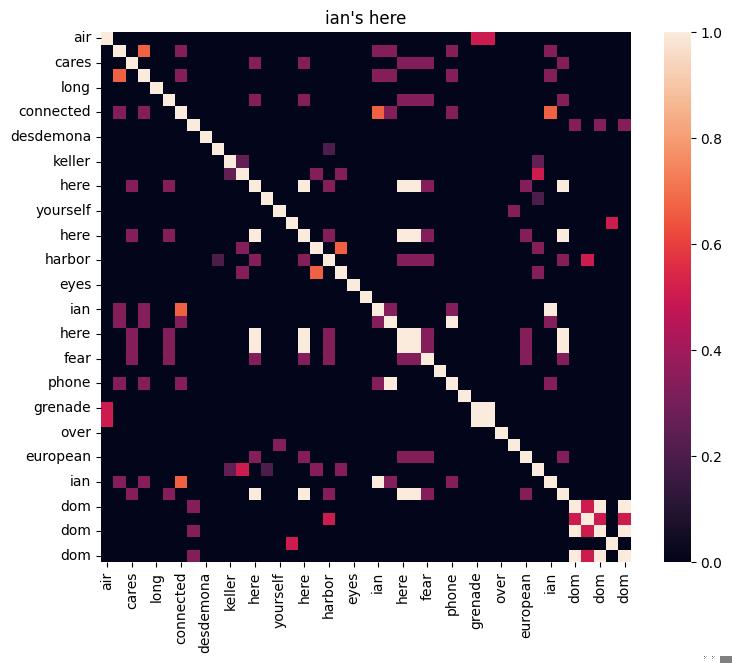 ian's here
air
cares
long
connected
desdemona
keller
here
yourself
here
harbor
eyes
ian
here
fear
phone
grenade
over
european
ian
dom
dom
dom
1.0
0.8
0.6
0.4
0.2
0.0
air
cares
long
connected
desdemona
keller
here
yourself
here
harbor
eyes
ian
here
fear
phone
grenade
over
european
ian
dom
dom
dom